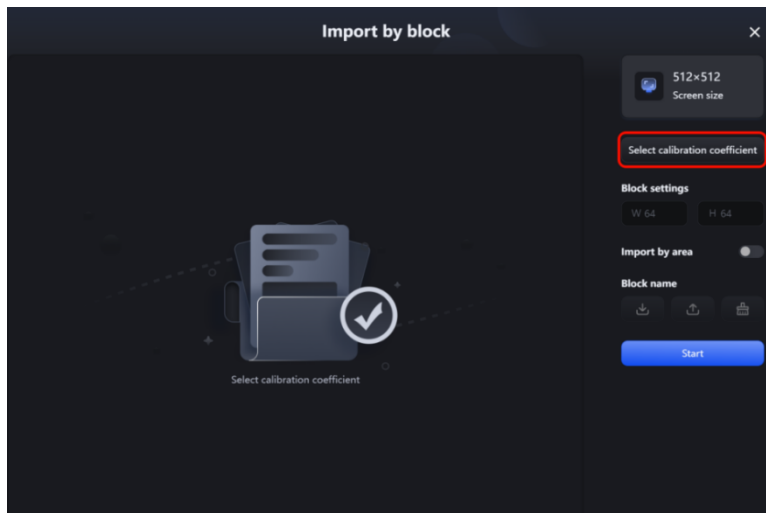 Import by block
512×512
Screen size
Select calibration coefficient
Block settings
W 64 H 64
Import by area
Block name
Start
Select calibration coefficient